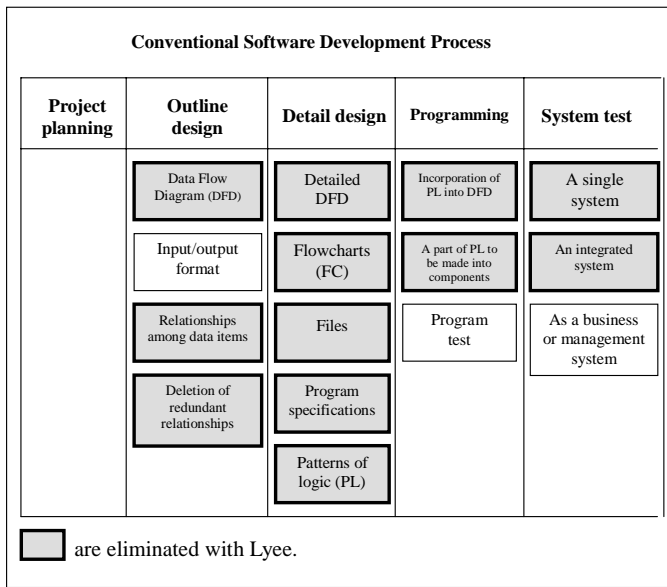 Conventional Software Development Process
Project
planning
Outline
design
Detail design
Programming
System test
Data Flow
Diagram (DFD)
Input/output
format
Relationships
among data items
Deletion of
redundant
relationships
Detailed
DFD
Flowcharts
(FC)
Files
Program
specifications
Patterns of
logic (PL)
Incorporation of
PL into DFD
A part of PL to
be made into
components
Program
test
A single
system
An integrated
system
As a business
or management
system
are eliminated with Lyee.